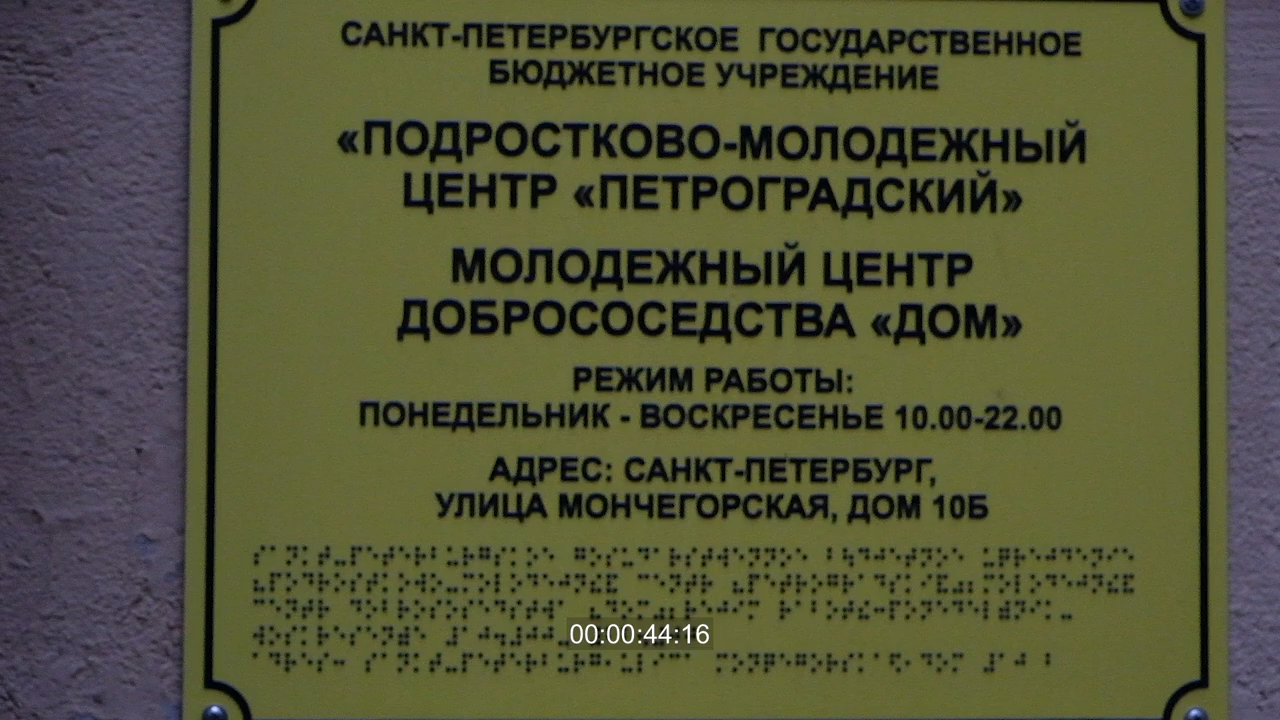 САНКТ-ПЕТЕРБУРГСКОЕ ГОСУДАРСТВЕННОЕ
БЮДЖЕТНОЕ УЧРЕЖДЕНИЕ
«ПОДРОСТКОВО-МОЛОДЕЖНЫЙ
ЦЕНТР «ПЕТРОГРАДСКИЙ»
МОЛОДЕЖНЫЙ ЦЕНТР
ДОБРОСОСЕДСТВА «ДОМ»
РЕЖИМ РАБОТЫ:
ПОНЕДЕЛЬНИК - ВОСКРЕСЕНЬЕ 10.00-22.00
АДРЕС: САНКТ-ПЕТЕРБУРГ,
УЛИЦА МОНЧЕГОРСКАЯ, ДОМ 10Б
00:00:44:16